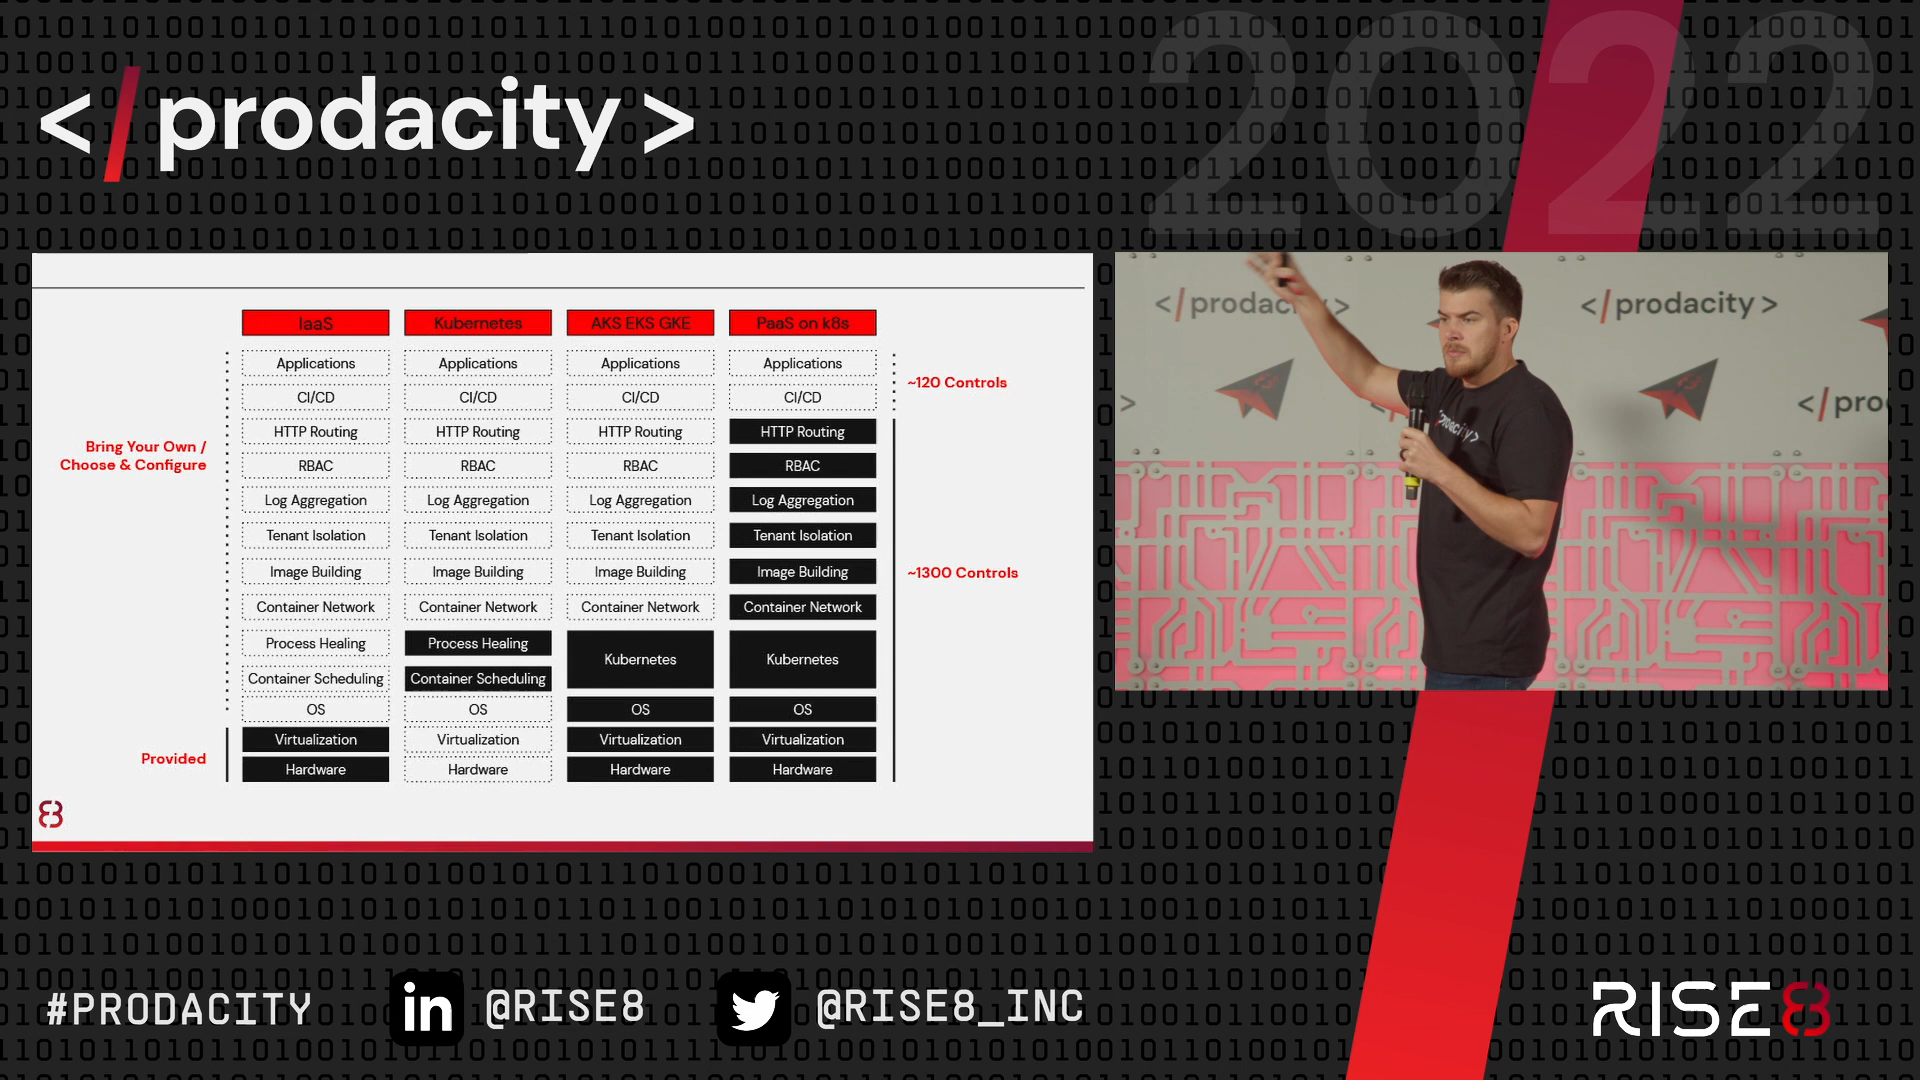 2022
</prodacity>
IaaS
Kubernetes
AKS EKS GKE
PaaS on k8s
Applications
Applications
Applications
Applications
CI/CD
CI/CD
CI/CD
CI/CD
~120 Controls
HTTP Routing
HTTP Routing
HTTP Routing
HTTP Routing
Bring Your Own /
Choose & Configure
RBAC
RBAC
RBAC
RBAC
Log Aggregation
Log Aggregation
Log Aggregation
Log Aggregation
Tenant Isolation
Tenant Isolation
Tenant Isolation
Tenant Isolation
Image Building
Image Building
Image Building
Image Building
~1300 Controls
Container Network
Container Network
Container Network
Container Network
Process Healing
Process Healing
Kubernetes
Kubernetes
Container Scheduling
Container Scheduling
OS
OS
OS
OS
Virtualization
Virtualization
Virtualization
Virtualization
Provided
Hardware
Hardware
Hardware
Hardware
</prodacity>
</prodacity>
</pro
prodacity>
#PRODACITY
in
@RISE8
@RISE8_INC
RISE8